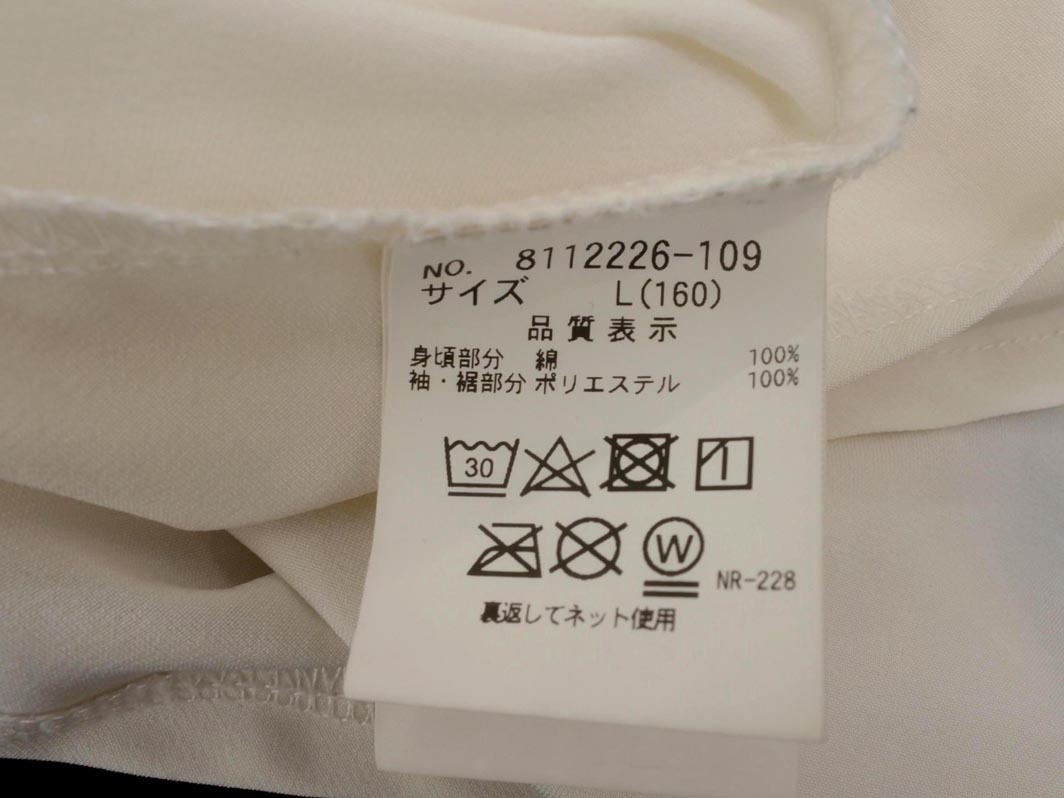 NO. 8112226-109
サイズ L(160)
品質表示
身頃部分 綿 100%
袖・裾部分 ポリエステル 100%
30
W
NR-228
裏返してネット使用